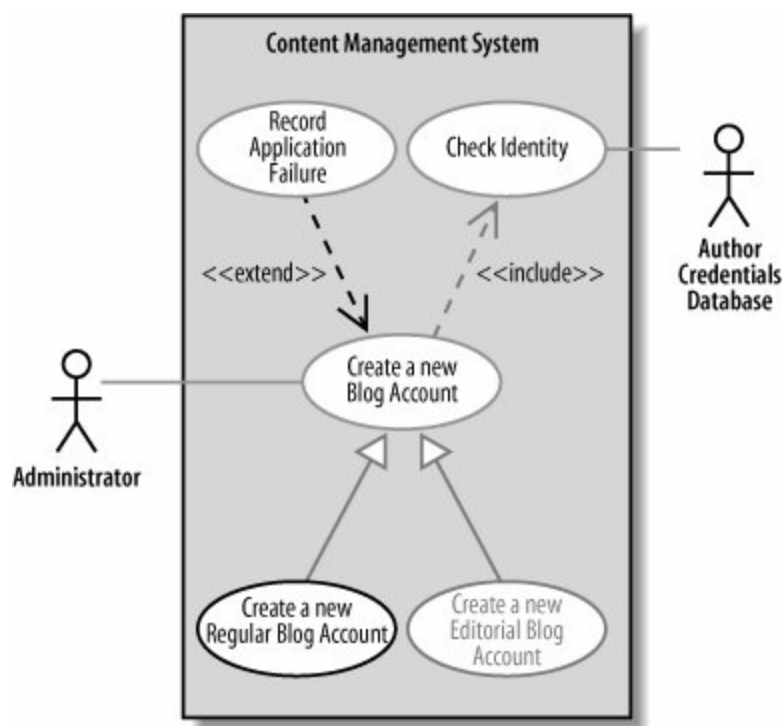 Content Management System
Record
Application
Failure
Check Identity
Author
Credentials
Database
<<extend>>
<<include>>
Create a new
Blog Account
Administrator
Create a new
Regular Blog Account
Create a new
Editorial Blog
Account